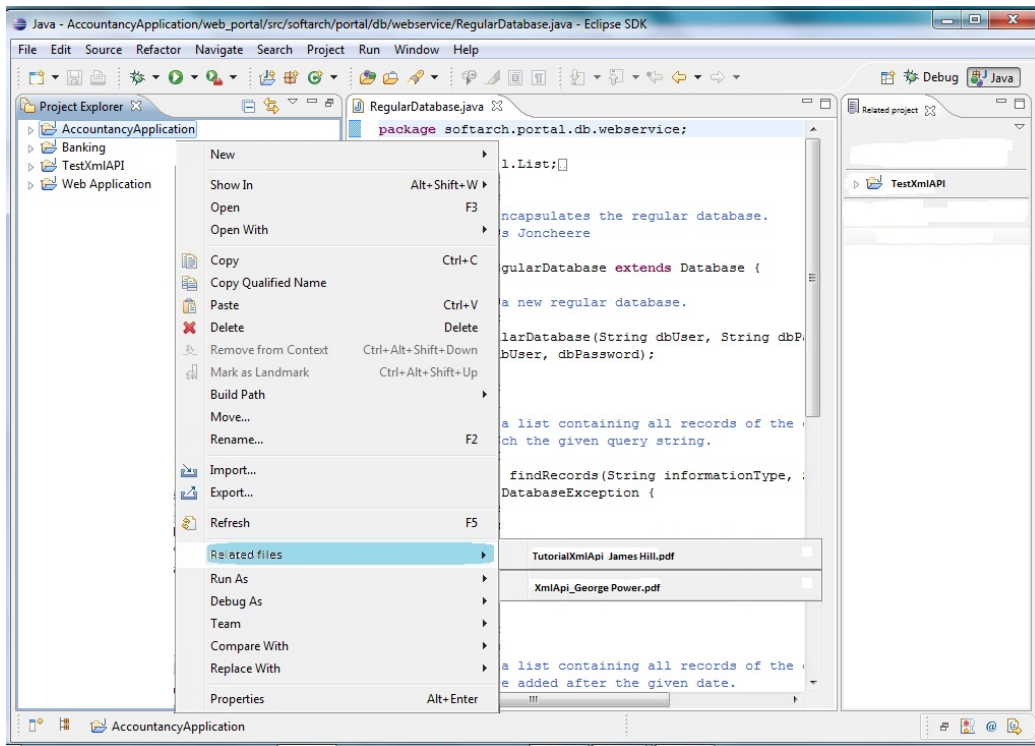 Java - AccountancyApplication/web_portal/src/softarch/portal/db/webservice/RegularDatabase.java - Eclipse SDK
File Edit Source Refactor Navigate Search Project Run Window Help
Debug Java
Project Explorer
RegularDatabase.java
Related project
AccountancyApplication
Banking
TestXmlAPI
Web Application
package softarch.portal.db.webservice;
l.List;
ncapsulates the regular database.
s Joncheere
gularDatabase extends Database {
a new regular database.
larDatabase(String dbUser, String dbP
bUser, dbPassword);
a list containing all records of the
ch the given query string.
findRecords(String informationType,
DatabaseException {
a list containing all records of the
e added after the given date.
TestXmlAPI
New
Show In Alt+Shift+W
Open F3
Open With
Copy Ctrl+C
Copy Qualified Name
Paste Ctrl+V
Delete Delete
Remove from Context Ctrl+Alt+Shift+Down
Mark as Landmark Ctrl+Alt+Shift+Up
Build Path
Move...
Rename... F2
Import...
Export...
Refresh F5
Related files
TutorialXmlApi James Hill.pdf
XmlApi_George Power.pdf
Run As
Debug As
Team
Compare With
Replace With
Properties Alt+Enter
AccountancyApplication